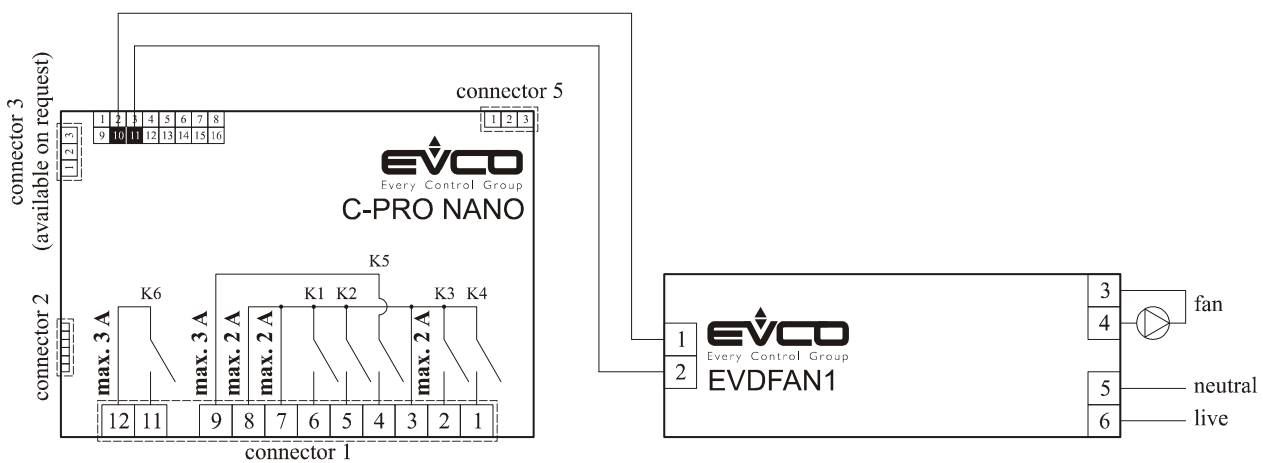 connector 3
(available on request)
connector 5
1 2 3 4 5 6 7 8
9 10 11 12 13 14 15 16
1 2 3
1 2 3
EVCO
Every Control Group
C-PRO NANO
K5
K6
K1 K2
K3 K4
connector 2
max. 3 A
max. 3 A
max. 2 A
max. 2 A
max. 2 A
12 11 9 8 7 6 5 4 3 2 1
connector 1
1
2
EVCO
Every Control Group
EVDFAN1
3
4
fan
5
neutral
6
live